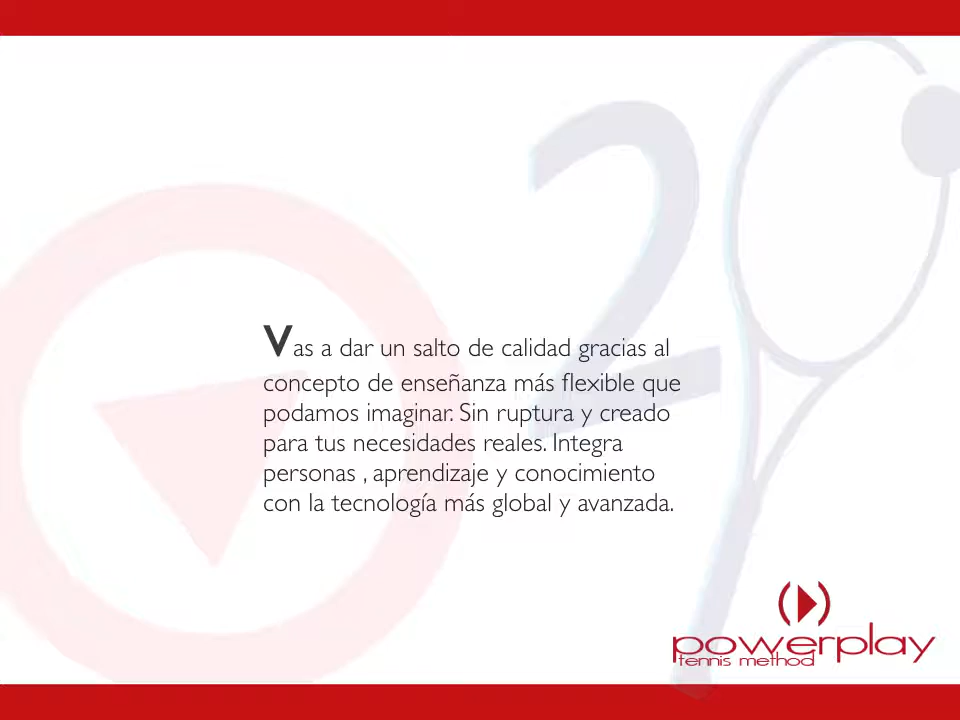 Vas a dar un salto de calidad gracias al
concepto de enseñanza más flexible que
podamos imaginar. Sin ruptura y creado
para tus necesidades reales. Integra
personas , aprendizaje y conocimiento
con la tecnología más global y avanzada.
powerplay
tennis method